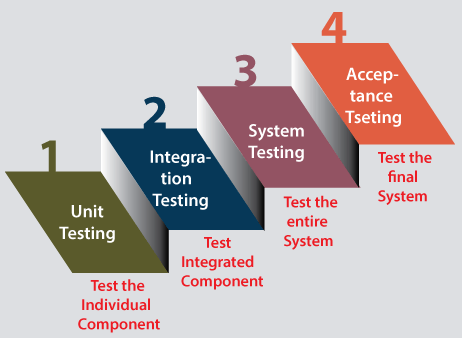 1
Unit
Testing
Test the
Individual
Component
2
Integra-
tion
Testing
Test
Integrated
Component
3
System
Testing
Test the
entire
System
4
Accep-
tance
Tseting
Test the
final
System